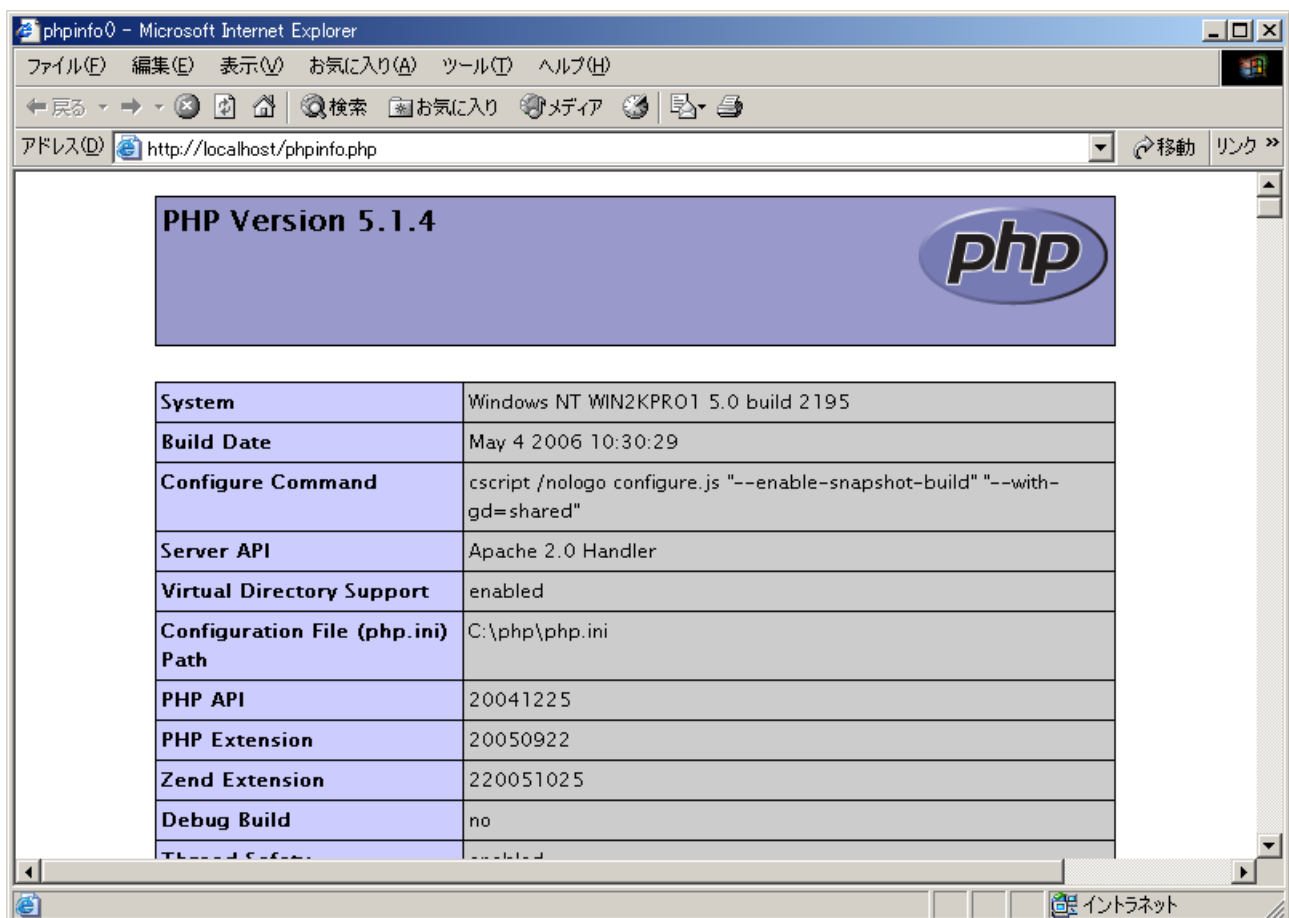 phpinfo() - Microsoft Internet Explorer
ファイル(F) 編集(E) 表示(V) お気に入り(A) ツール(T) ヘルプ(H)
戻る 検索 お気に入り メディア
アドレス(D) http://localhost/phpinfo.php 移動 リンク »
PHP Version 5.1.4
php
System Windows NT WIN2KPRO1 5.0 build 2195
Build Date May 4 2006 10:30:29
Configure Command cscript /nologo configure.js "--enable-snapshot-build" "--with-
gd=shared"
Server API Apache 2.0 Handler
Virtual Directory Support enabled
Configuration File (php.ini) C:\php\php.ini
Path
PHP API 20041225
PHP Extension 20050922
Zend Extension 220051025
Debug Build no
Thread Safety enabled
イントラネット